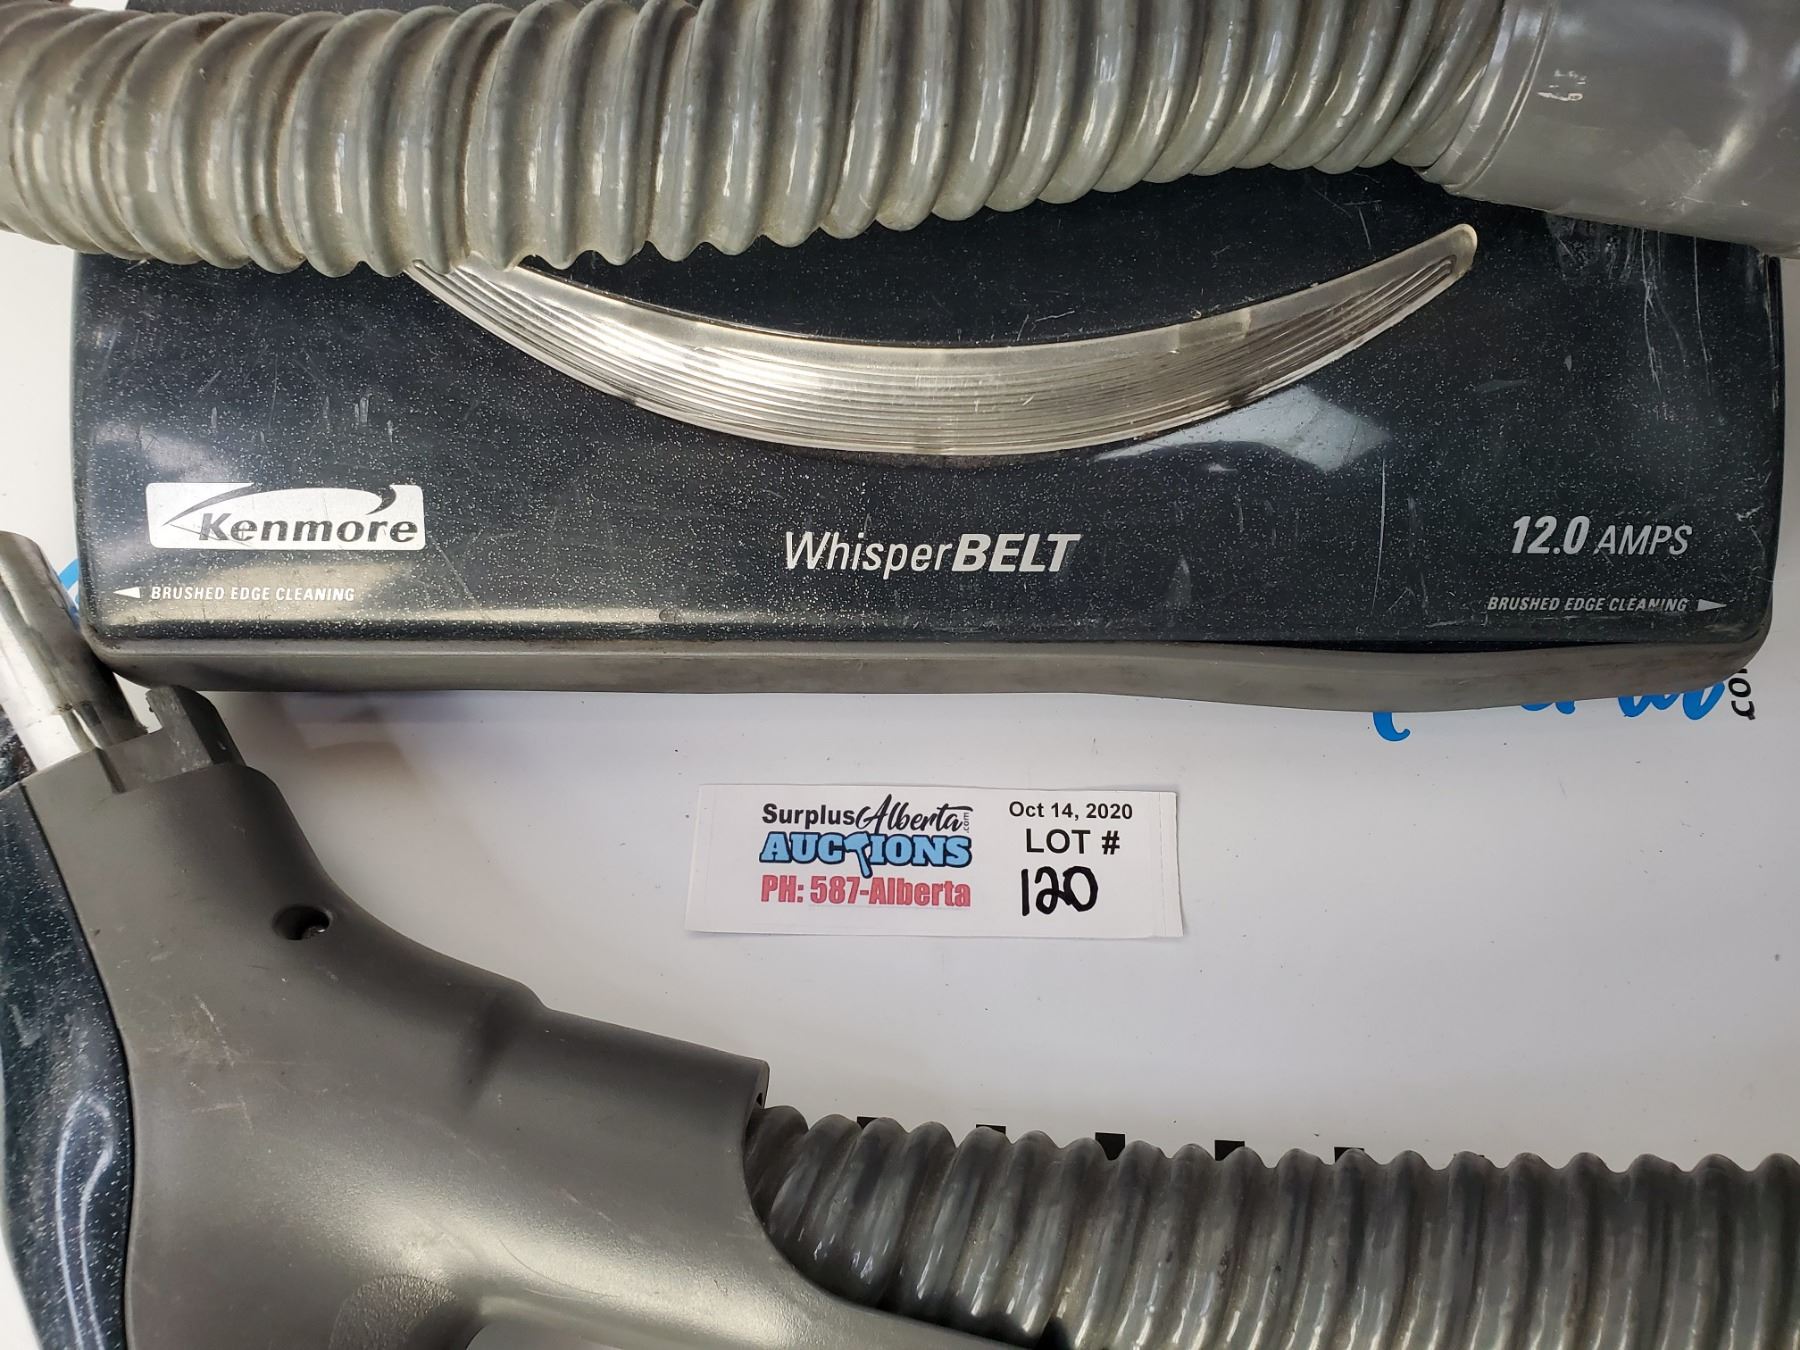 Kenmore
WhisperBELT
12.0 AMPS
BRUSHED EDGE CLEANING
BRUSHED EDGE CLEANING
SurplusAlberta.com
AUCTIONS
PH: 587-Alberta
Oct 14, 2020
LOT #
120